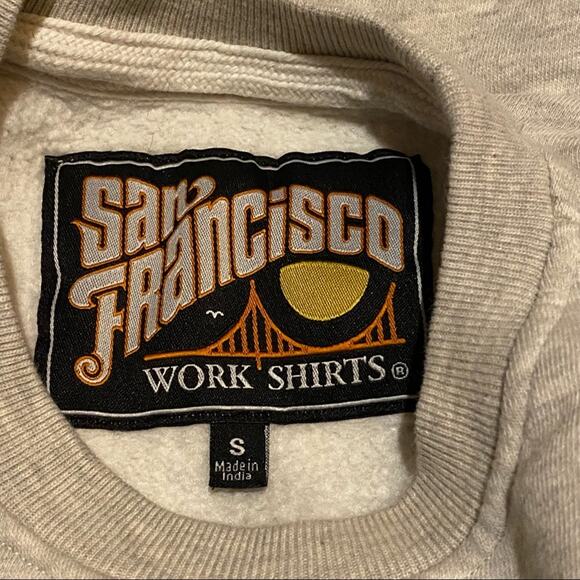 San
Francisco
WORK SHIRTS®
S
Made in
India